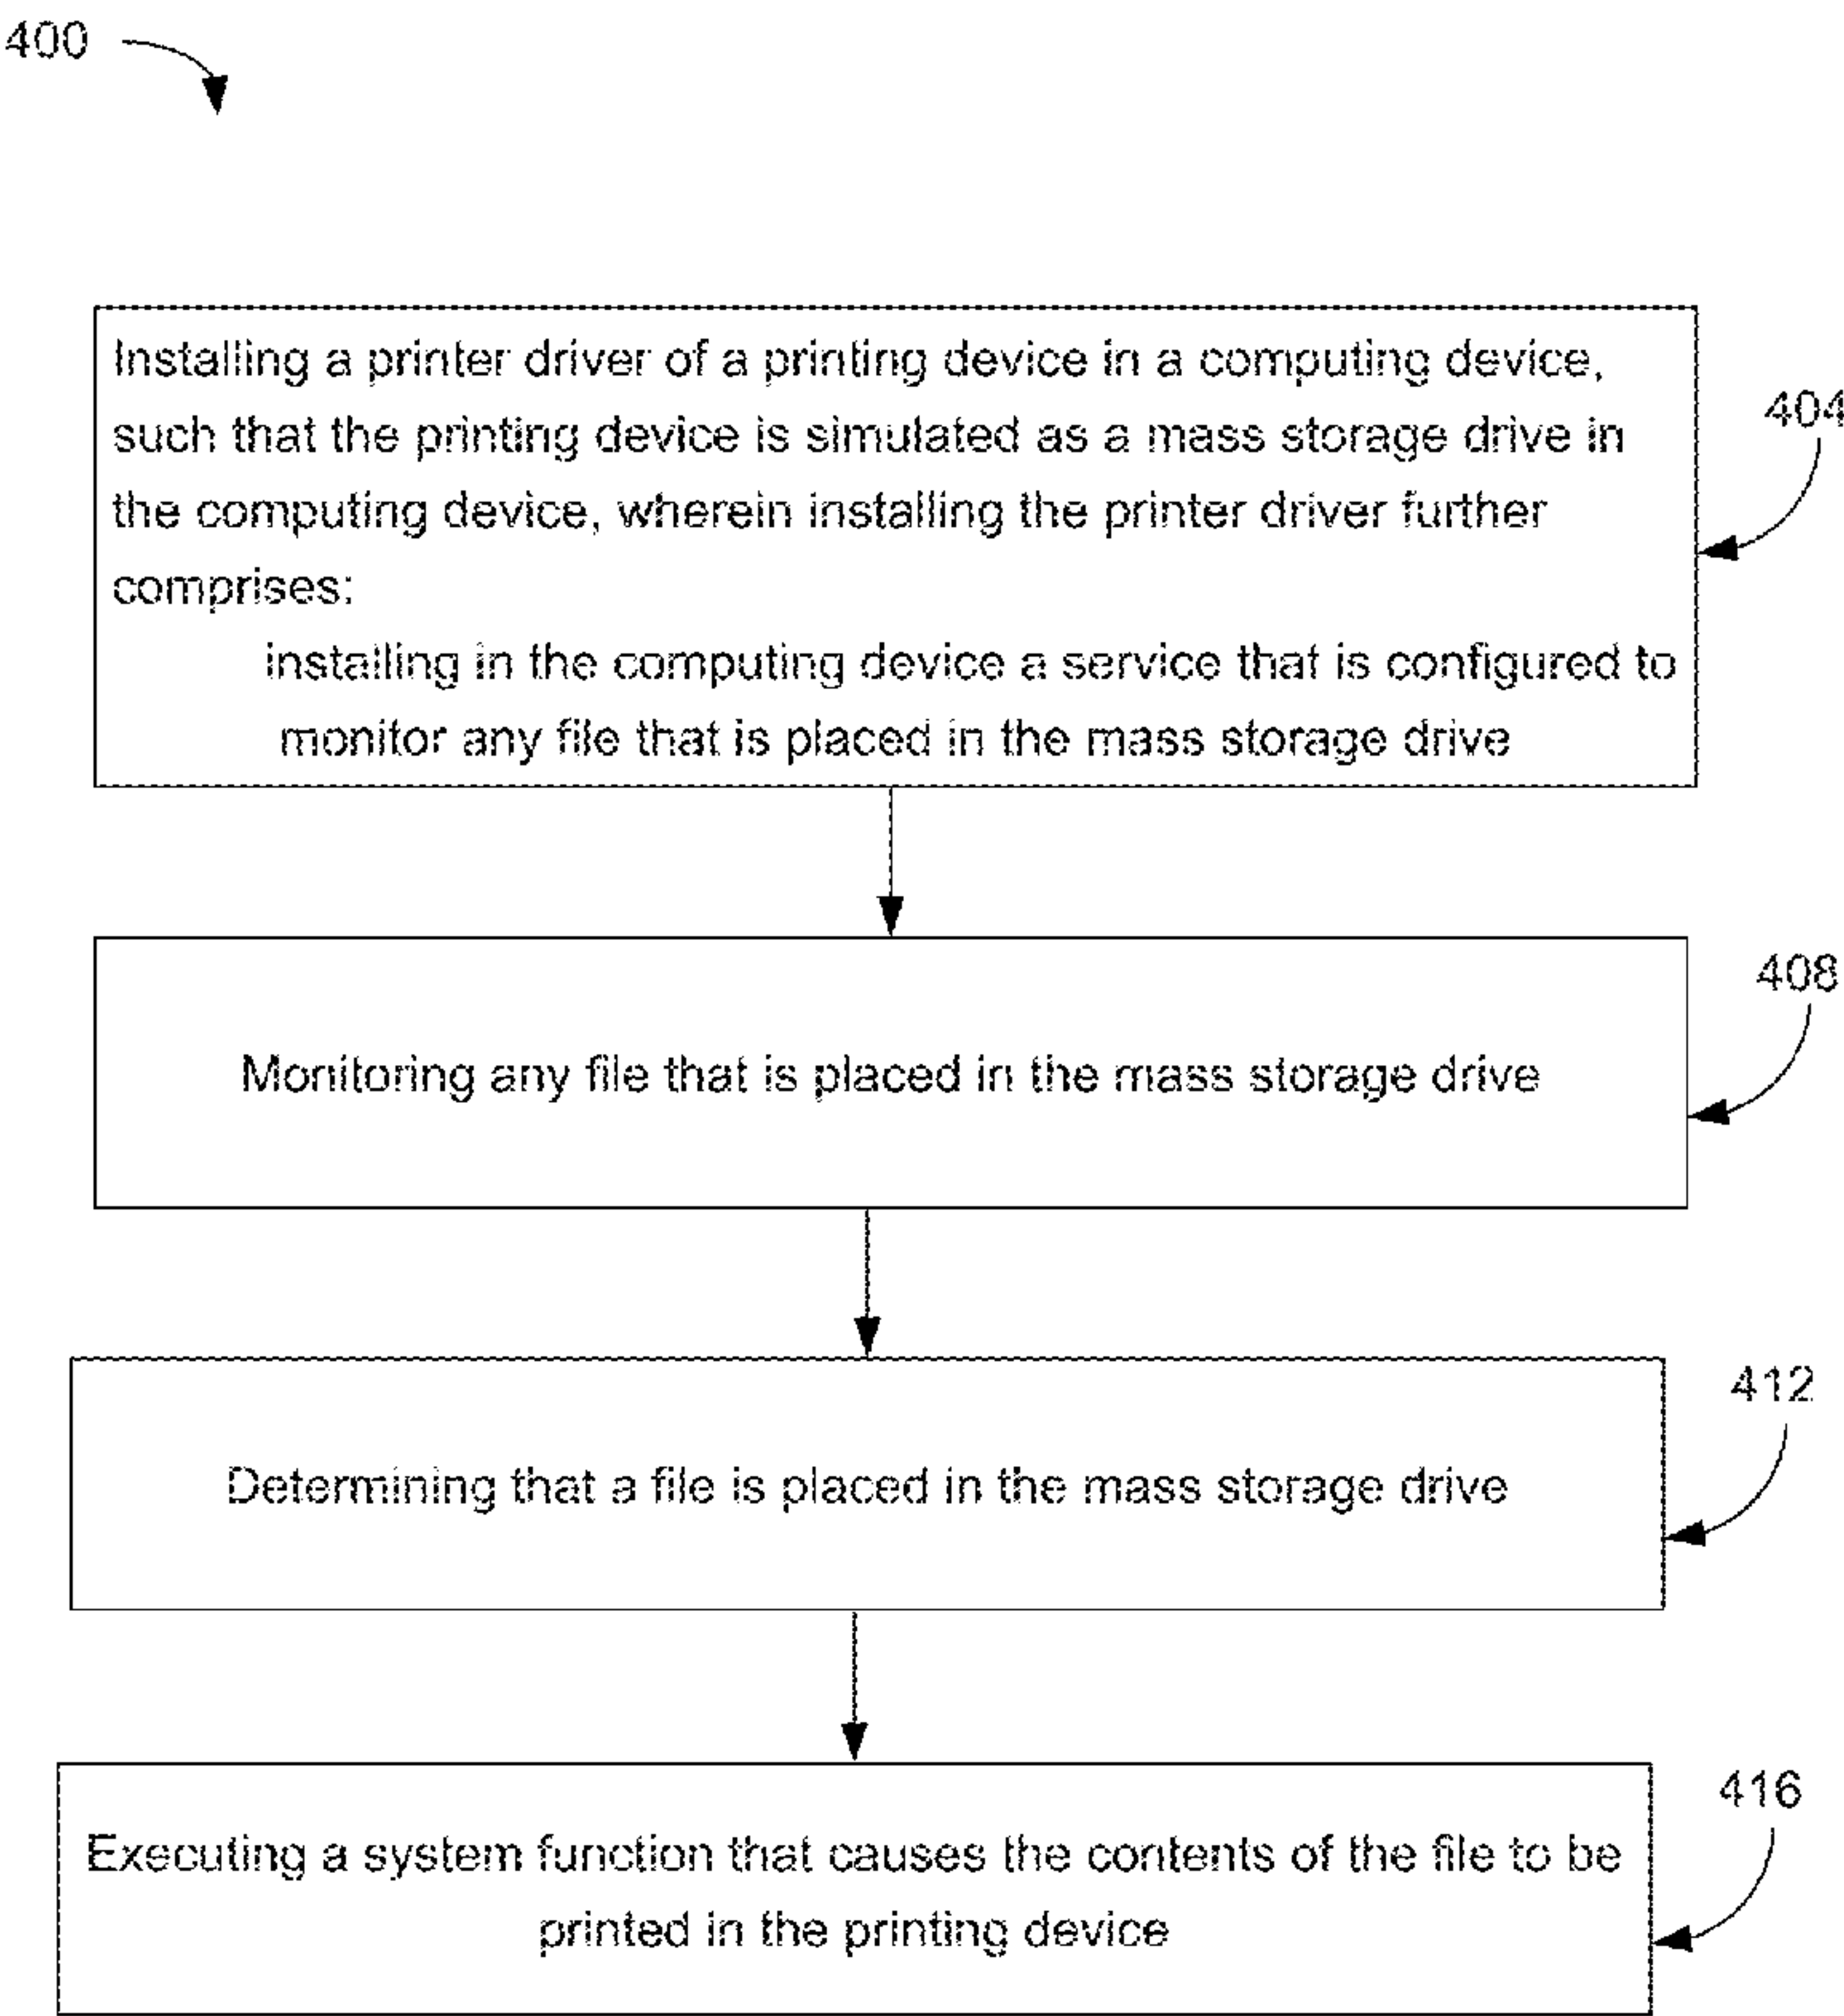 400
Installing a printer driver of a printing device in a computing device,
such that the printing device is simulated as a mass storage drive in
the computing device, wherein installing the printer driver further
comprises:
installing in the computing device a service that is configured to
monitor any file that is placed in the mass storage drive
404
Monitoring any file that is placed in the mass storage drive
408
Determining that a file is placed in the mass storage drive
412
Executing a system function that causes the contents of the file to be
printed in the printing device
416